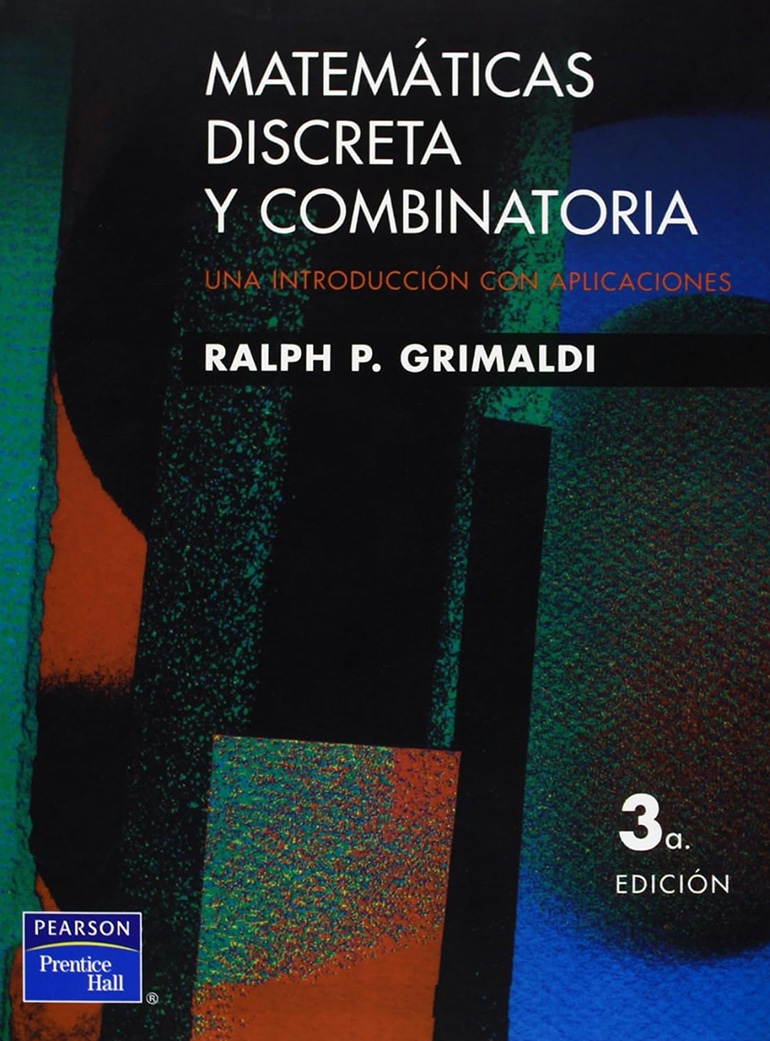 MATEMÁTICAS
DISCRETA
Y COMBINATORIA
UNA INTRODUCCIÓN CON APLICACIONES
RALPH P. GRIMALDI
3a.
EDICIÓN
PEARSON
Prentice
Hall
®